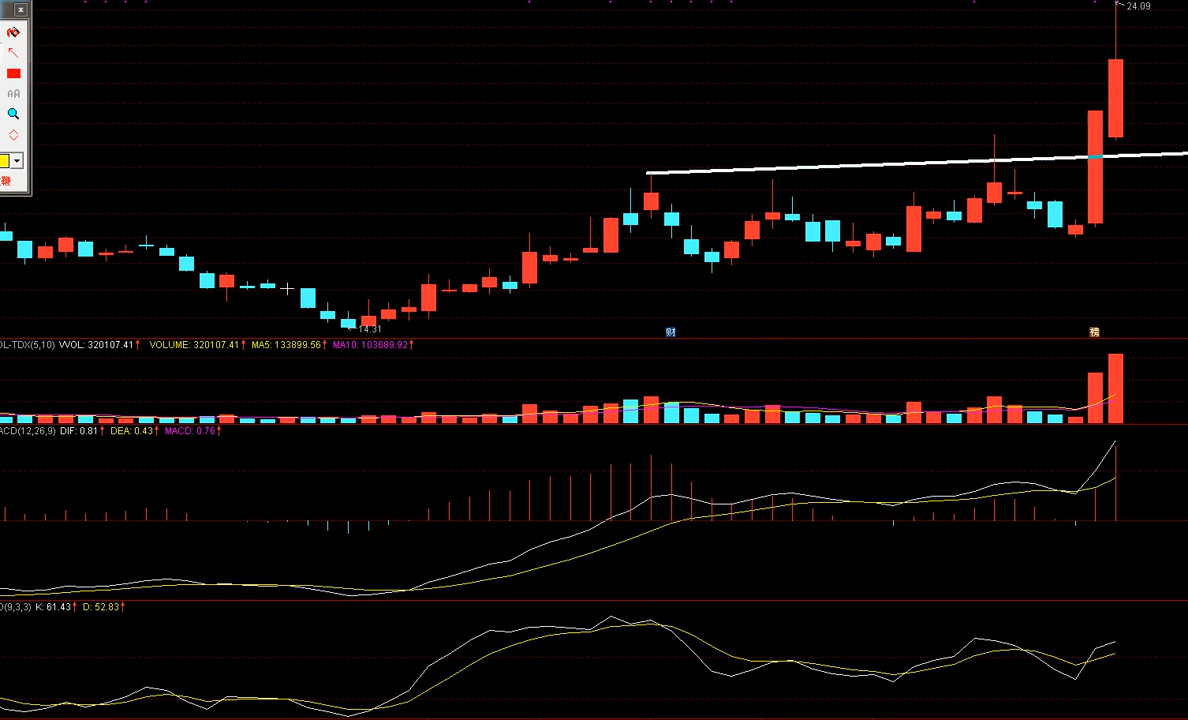 24.09
14.31
财
榜
OL-TDX(5,10) VVOL: 320107.41↑ VOLUME: 320107.41↑ MA5: 133899.56↑ MA10: 103689.92↑
ACD(12,26,9) DIF: 0.81↑ DEA: 0.43↑ MACD: 0.76↑
D(9,3,3) K: 61.43↑ D: 52.83↑